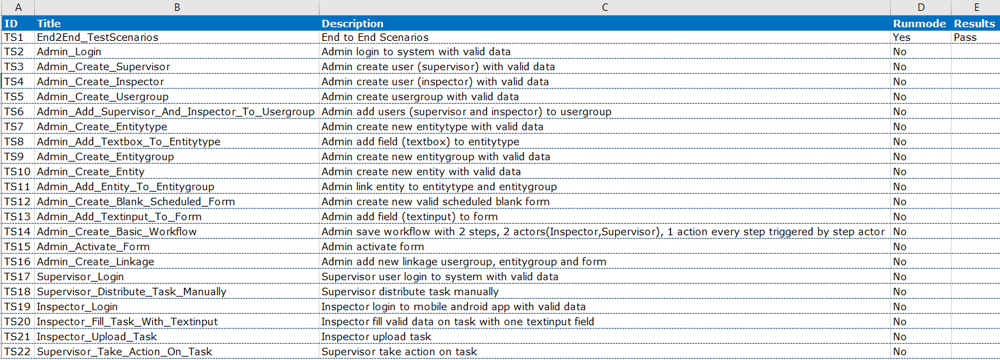 A B C D E
ID Title Description Runmode Results
TS1 End2End_TestScenarios End to End Scenarios Yes Pass
TS2 Admin_Login Admin login to system with valid data No
TS3 Admin_Create_Supervisor Admin create user (supervisor) with valid data No
TS4 Admin_Create_Inspector Admin create user (inspector) with valid data No
TS5 Admin_Create_Usergroup Admin create usergroup with valid data No
TS6 Admin_Add_Supervisor_And_Inspector_To_Usergroup Admin add users (supervisor and inspector) to usergroup No
TS7 Admin_Create_Entitytype Admin create new entitytype with valid data No
TS8 Admin_Add_Textbox_To_Entitytype Admin add field (textbox) to entitytype No
TS9 Admin_Create_Entitygroup Admin create new entitygroup with valid data No
TS10 Admin_Create_Entity Admin create new entity with valid data No
TS11 Admin_Add_Entity_To_Entitygroup Admin link entity to entitytype and entitygroup No
TS12 Admin_Create_Blank_Scheduled_Form Admin create new valid scheduled blank form No
TS13 Admin_Add_Textinput_To_Form Admin add field (textinput) to form No
TS14 Admin_Create_Basic_Workflow Admin save workflow with 2 steps, 2 actors(Inspector,Supervisor), 1 action every step triggered by step actor No
TS15 Admin_Activate_Form Admin activate form No
TS16 Admin_Create_Linkage Admin add new linkage usergroup, entitygroup and form No
TS17 Supervisor_Login Supervisor user login to system with valid data No
TS18 Supervisor_Distribute_Task_Manually Supervisor distribute task manually No
TS19 Inspector_Login Inspector login to mobile android app with valid data No
TS20 Inspector_Fill_Task_With_Textinput Inspector fill valid data on task with one textinput field No
TS21 Inspector_Upload_Task Inspector upload task No
TS22 Supervisor_Take_Action_On_Task Supervisor take action on task No